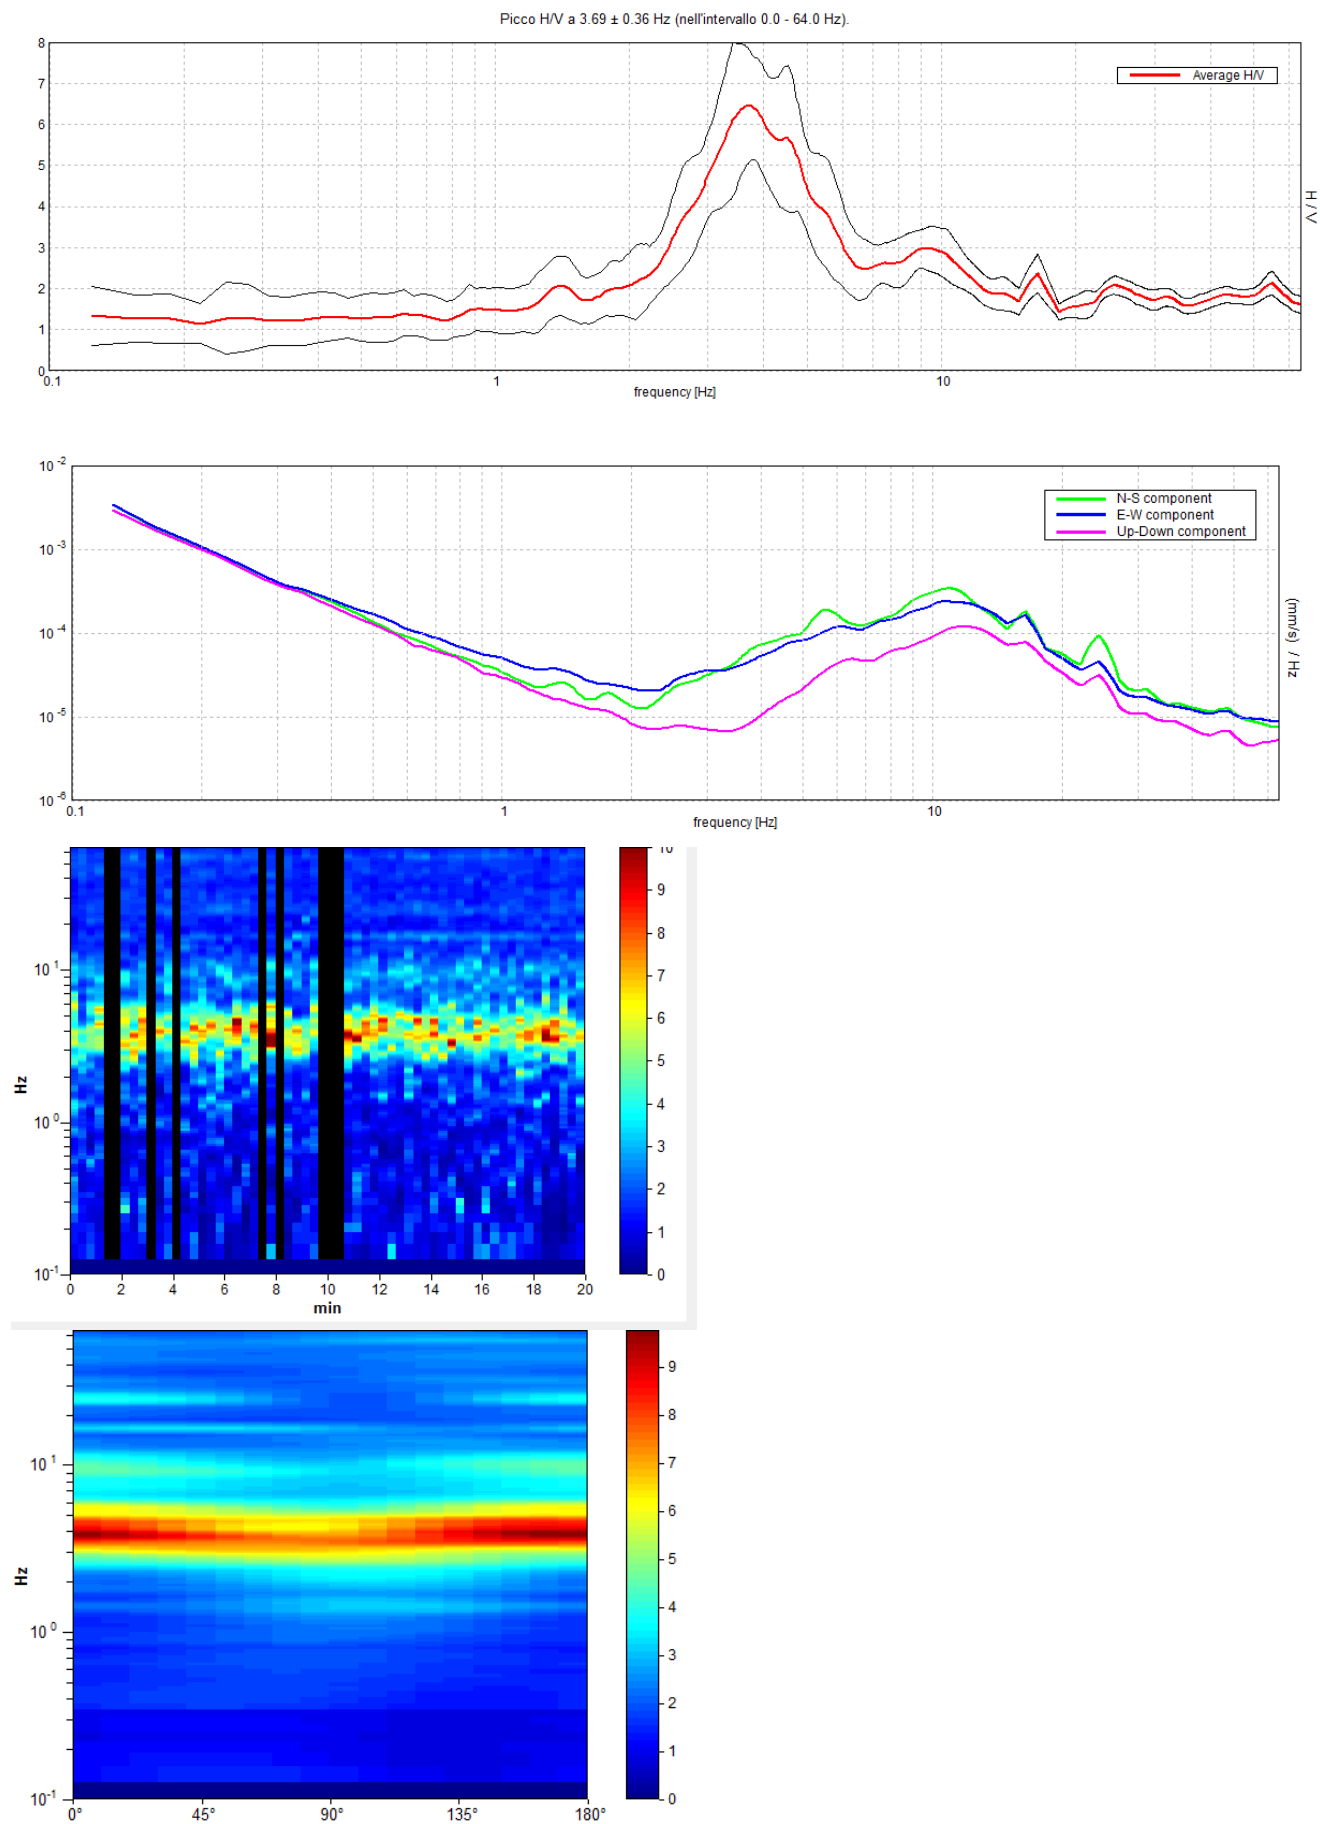 Picco H/V a 3.69 ± 0.36 Hz (nell'intervallo 0.0 - 64.0 Hz).
8
7
6
5
4
3
2
1
0
Average H/V
H / V
0.1 1 10
frequency [Hz]
10 -2
10 -3
10 -4
10 -5
10 -6
N-S component
E-W component
Up-Down component
(mm/s) / Hz
0.1 1 10
frequency [Hz]
10 1
10 0
10 -1
Hz
0 2 4 6 8 10 12 14 16 18 20
min
10
9
8
7
6
5
4
3
2
1
0
10 1
10 0
10 -1
Hz
0° 45° 90° 135° 180°
9
8
7
6
5
4
3
2
1
0